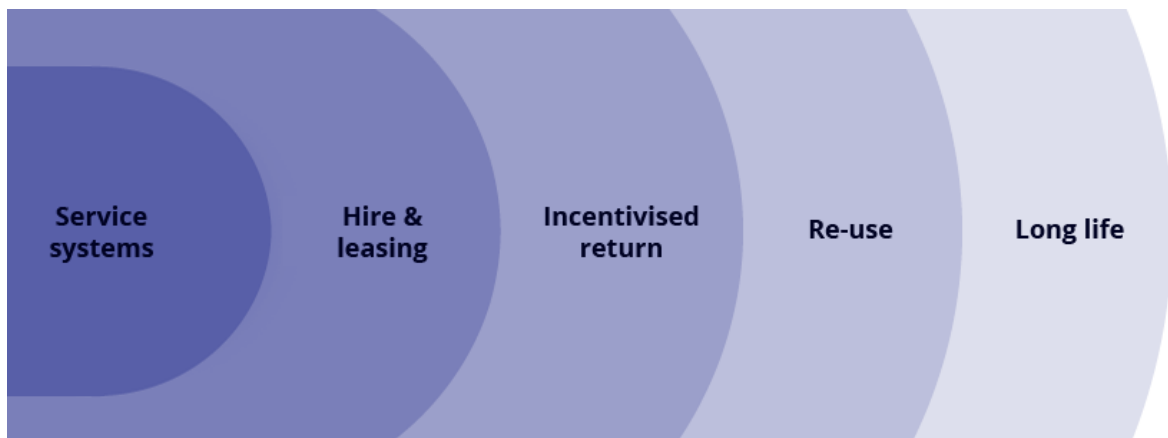 Service
systems
Hire &
leasing
Incentivised
return
Re-use
Long life